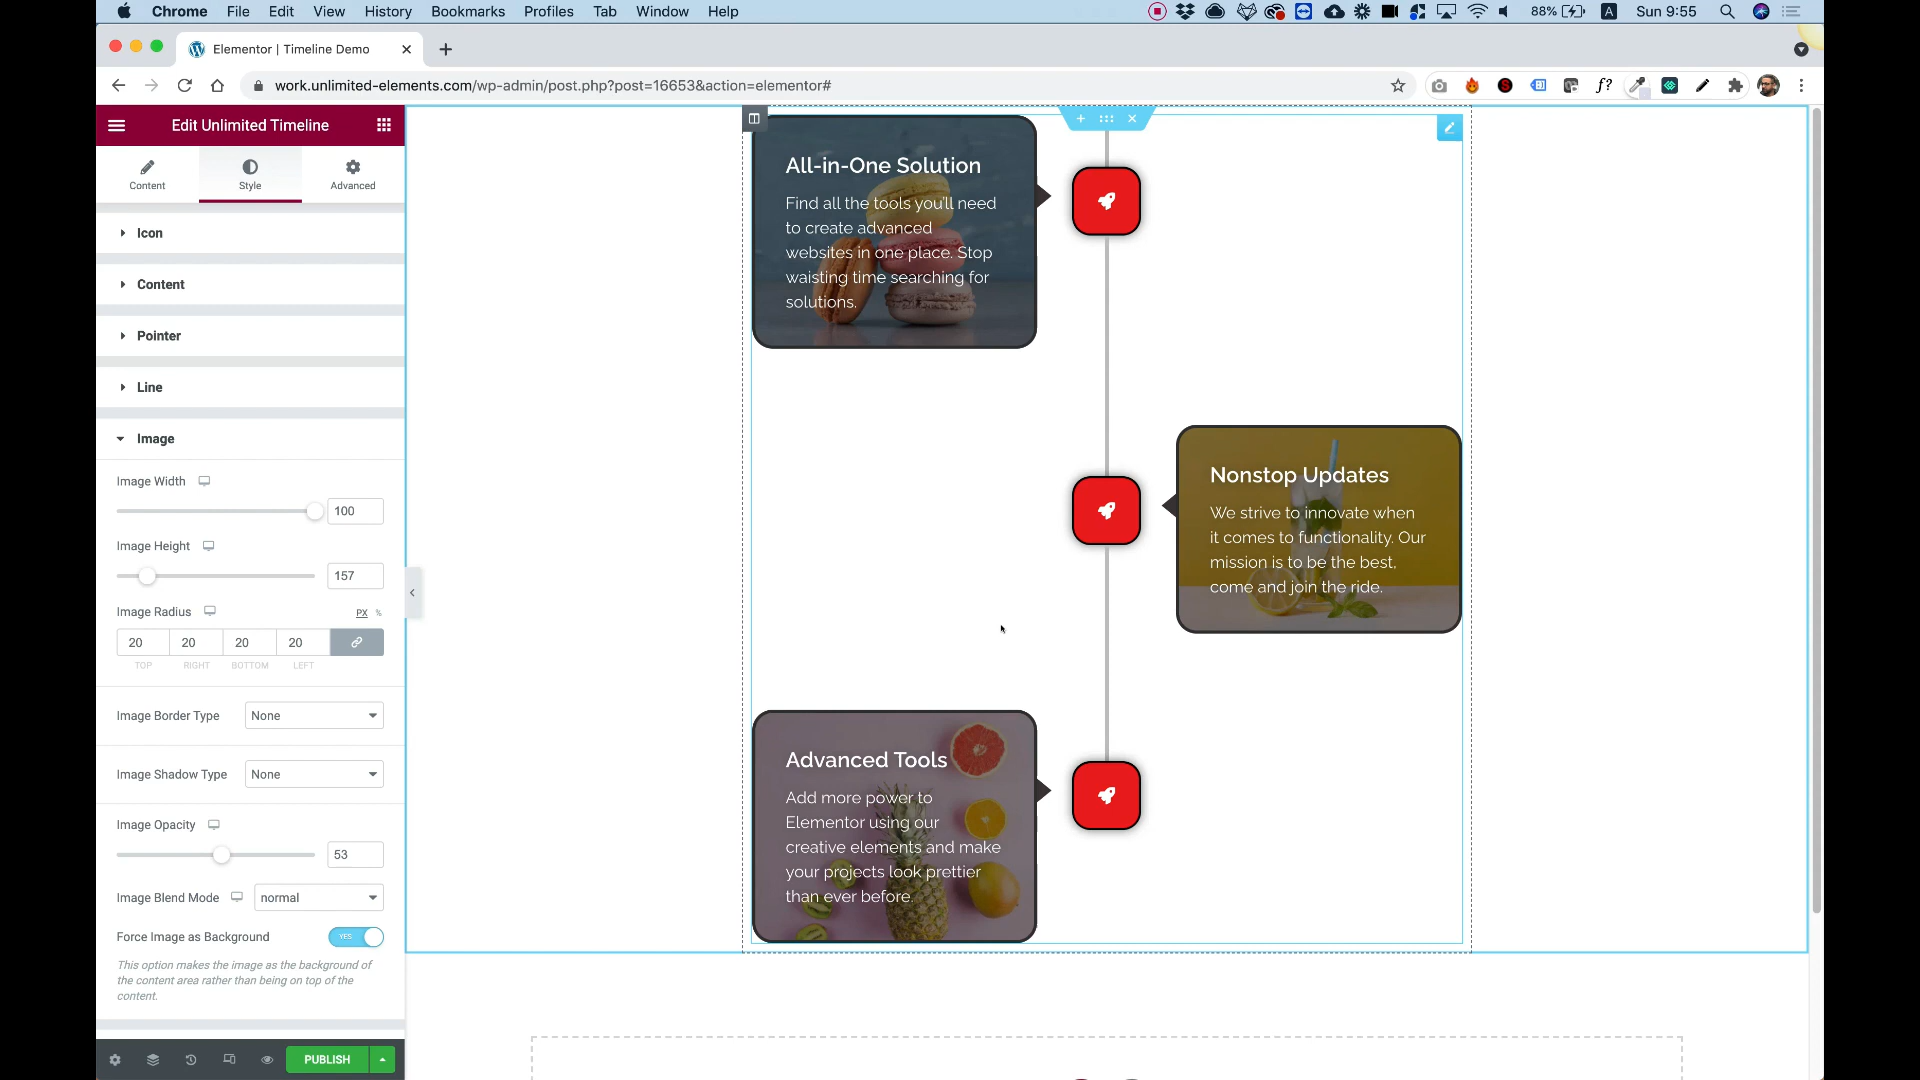 Chrome File Edit View History Bookmarks Profiles Tab Window Help
88% A Sun 9:55
Elementor | Timeline Demo
work.unlimited-elements.com/wp-admin/post.php?post=16653&action=elementor#
f?
Edit Unlimited Timeline
Content Style Advanced
Icon
Content
Pointer
Line
Image
Image Width
100
Image Height
157
Image Radius PX %
20 20 20 20
TOP RIGHT BOTTOM LEFT
Image Border Type None
Image Shadow Type None
Image Opacity
53
Image Blend Mode normal
Force Image as Background YES
This option makes the image as the background of
the content area rather than being on top of the
content.
PUBLISH
All-in-One Solution
Find all the tools you'll need
to create advanced
websites in one place. Stop
waisting time searching for
solutions.
Nonstop Updates
We strive to innovate when
it comes to functionality. Our
mission is to be the best,
come and join the ride.
Advanced Tools
Add more power to
Elementor using our
creative elements and make
your projects look prettier
than ever before.